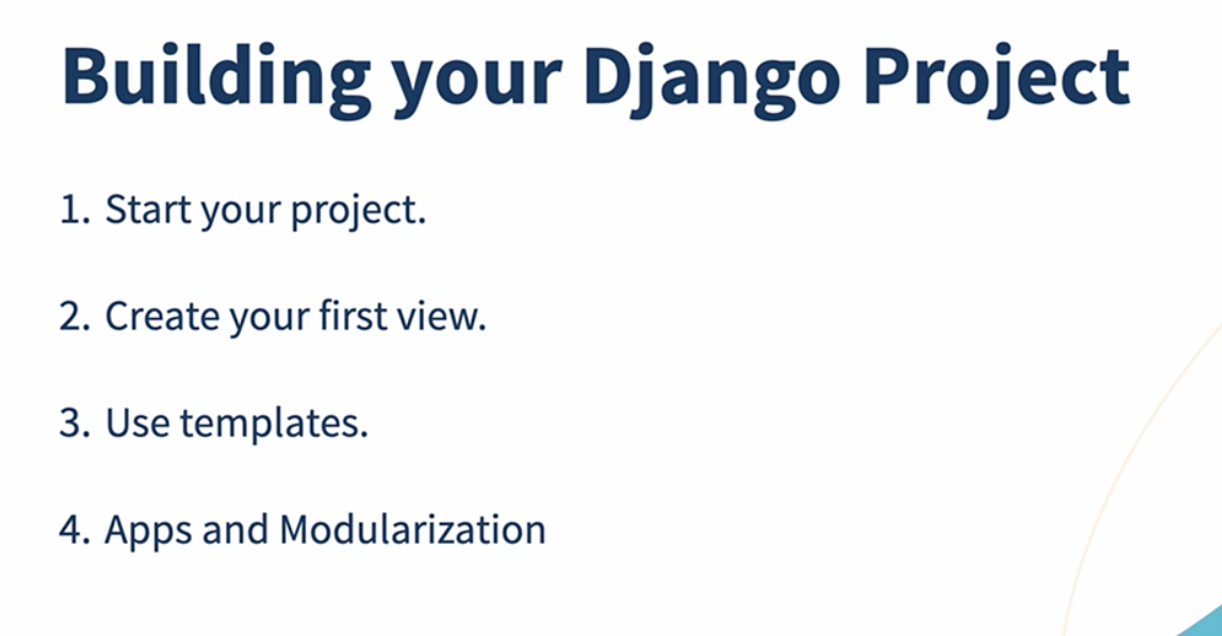 Building your Django Project
1. Start your project.
2. Create your first view.
3. Use templates.
4. Apps and Modularization